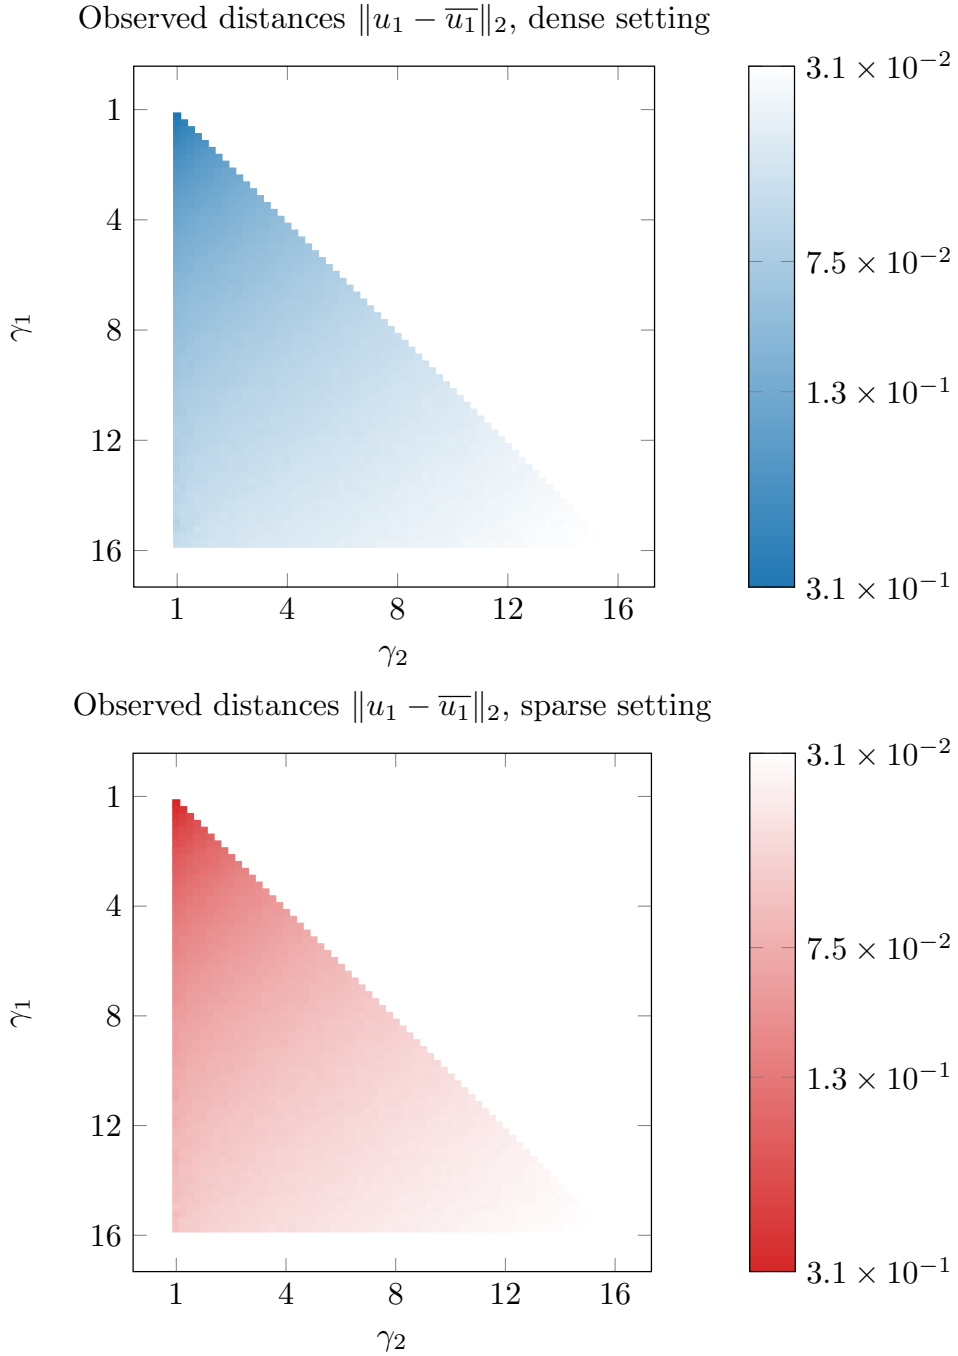 Observed distances ‖u₁ − u̅₁‖₂, dense setting
3.1 × 10⁻²
7.5 × 10⁻²
1.3 × 10⁻¹
3.1 × 10⁻¹
γ₁
1
4
8
12
16
1 4 8 12 16
γ₂
Observed distances ‖u₁ − u̅₁‖₂, sparse setting
3.1 × 10⁻²
7.5 × 10⁻²
1.3 × 10⁻¹
3.1 × 10⁻¹
γ₁
1
4
8
12
16
1 4 8 12 16
γ₂